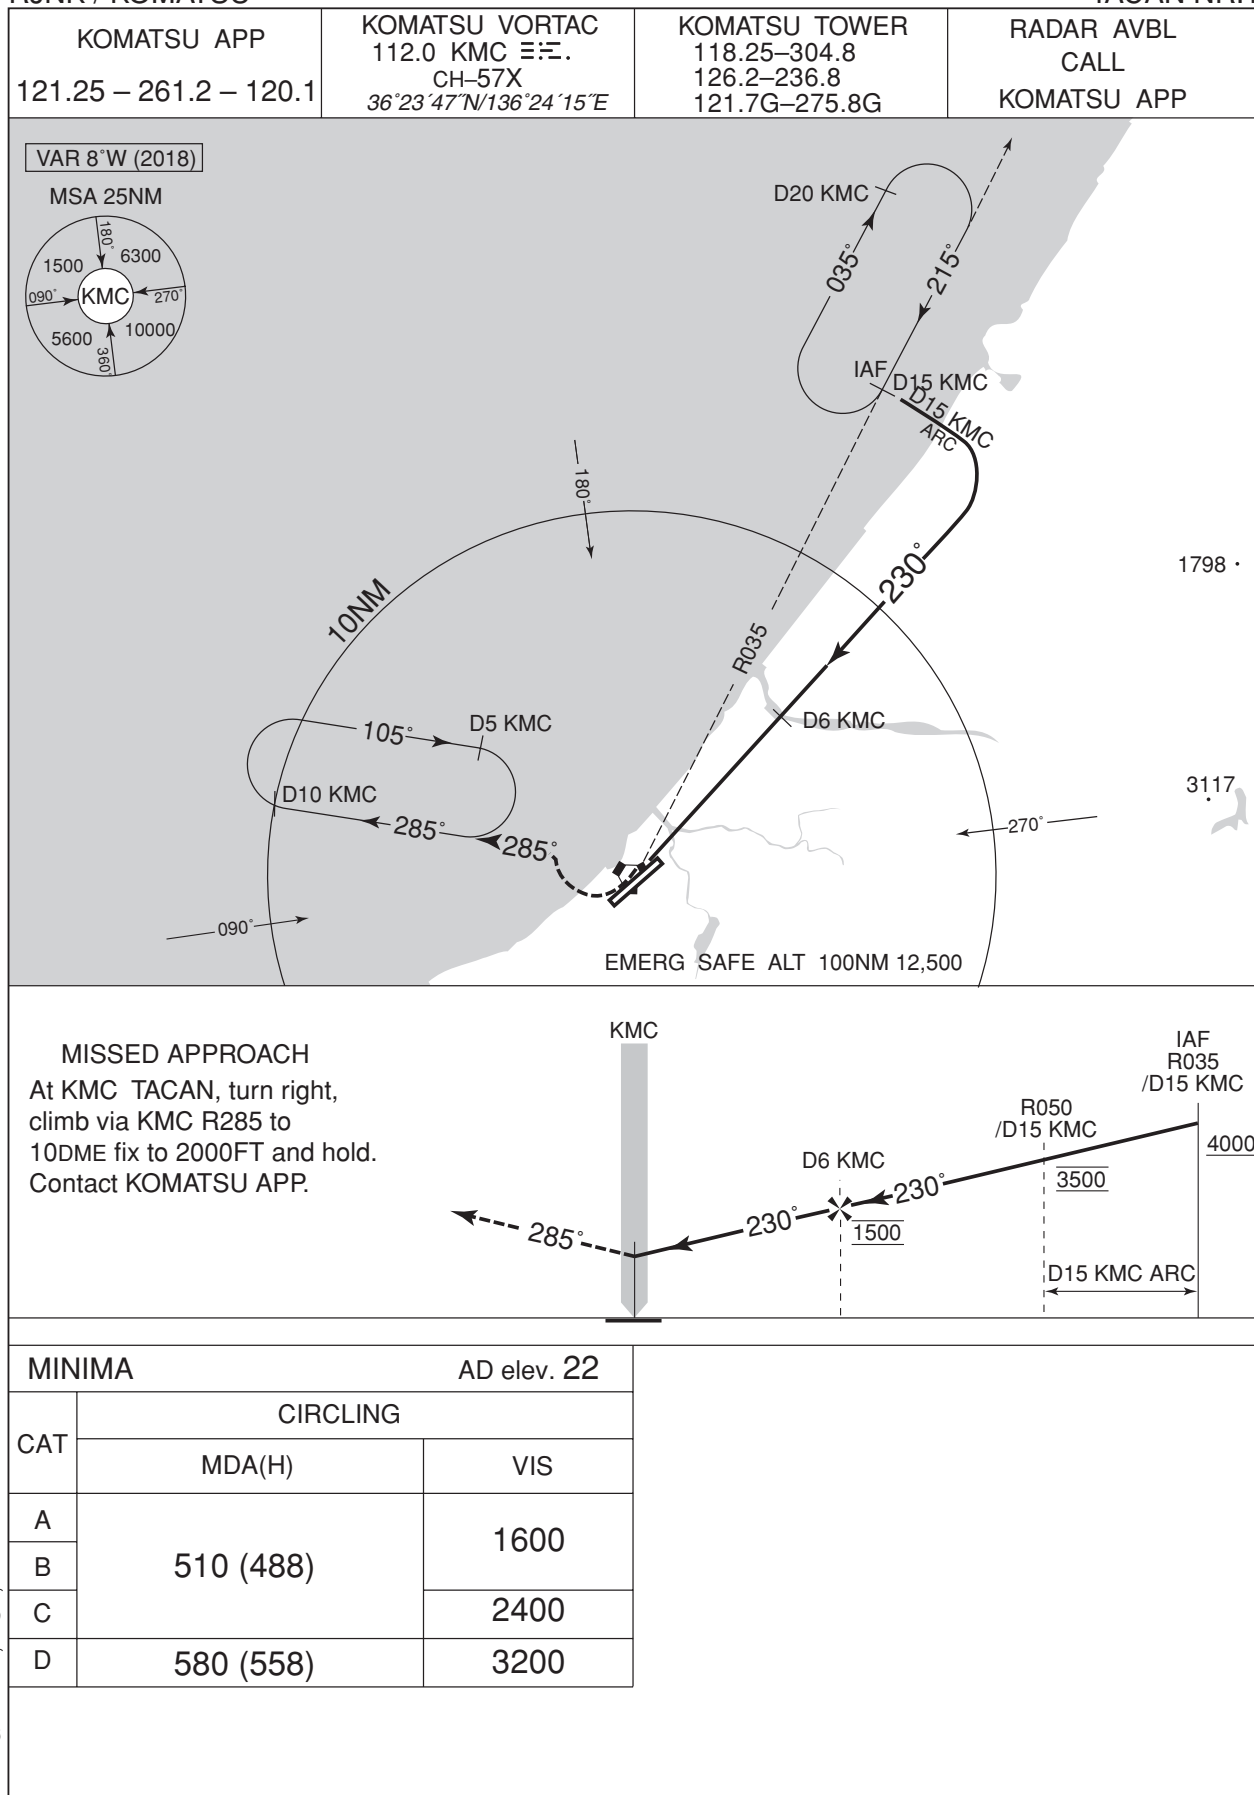 KOMATSU APP
121.25 – 261.2 – 120.1
KOMATSU VORTAC
112.0 KMC
CH–57X
36°23´47˝N/136°24´15˝E
KOMATSU TOWER
118.25–304.8
126.2–236.8
121.7G–275.8G
RADAR AVBL
CALL
KOMATSU APP
VAR 8°W (2018)
MSA 25NM
180°
1500
6300
090°
KMC
270°
5600
10000
360°
D20 KMC
035°
215°
IAF
D15 KMC
D15 KMC
ARC
180°
10NM
230°
1798
R035
D5 KMC
D6 KMC
105°
D10 KMC
3117
285°
285°
270°
090°
EMERG SAFE ALT 100NM 12,500
MISSED APPROACH
At KMC TACAN, turn right,
climb via KMC R285 to
10DME fix to 2000FT and hold.
Contact KOMATSU APP.
KMC
IAF
R035
/D15 KMC
R050
/D15 KMC
4000
D6 KMC
3500
230°
230°
1500
285°
D15 KMC ARC
MINIMA AD elev. 22
CAT
CIRCLING
MDA(H) VIS
A
1600
B
510 (488)
C
2400
D
580 (558)
3200